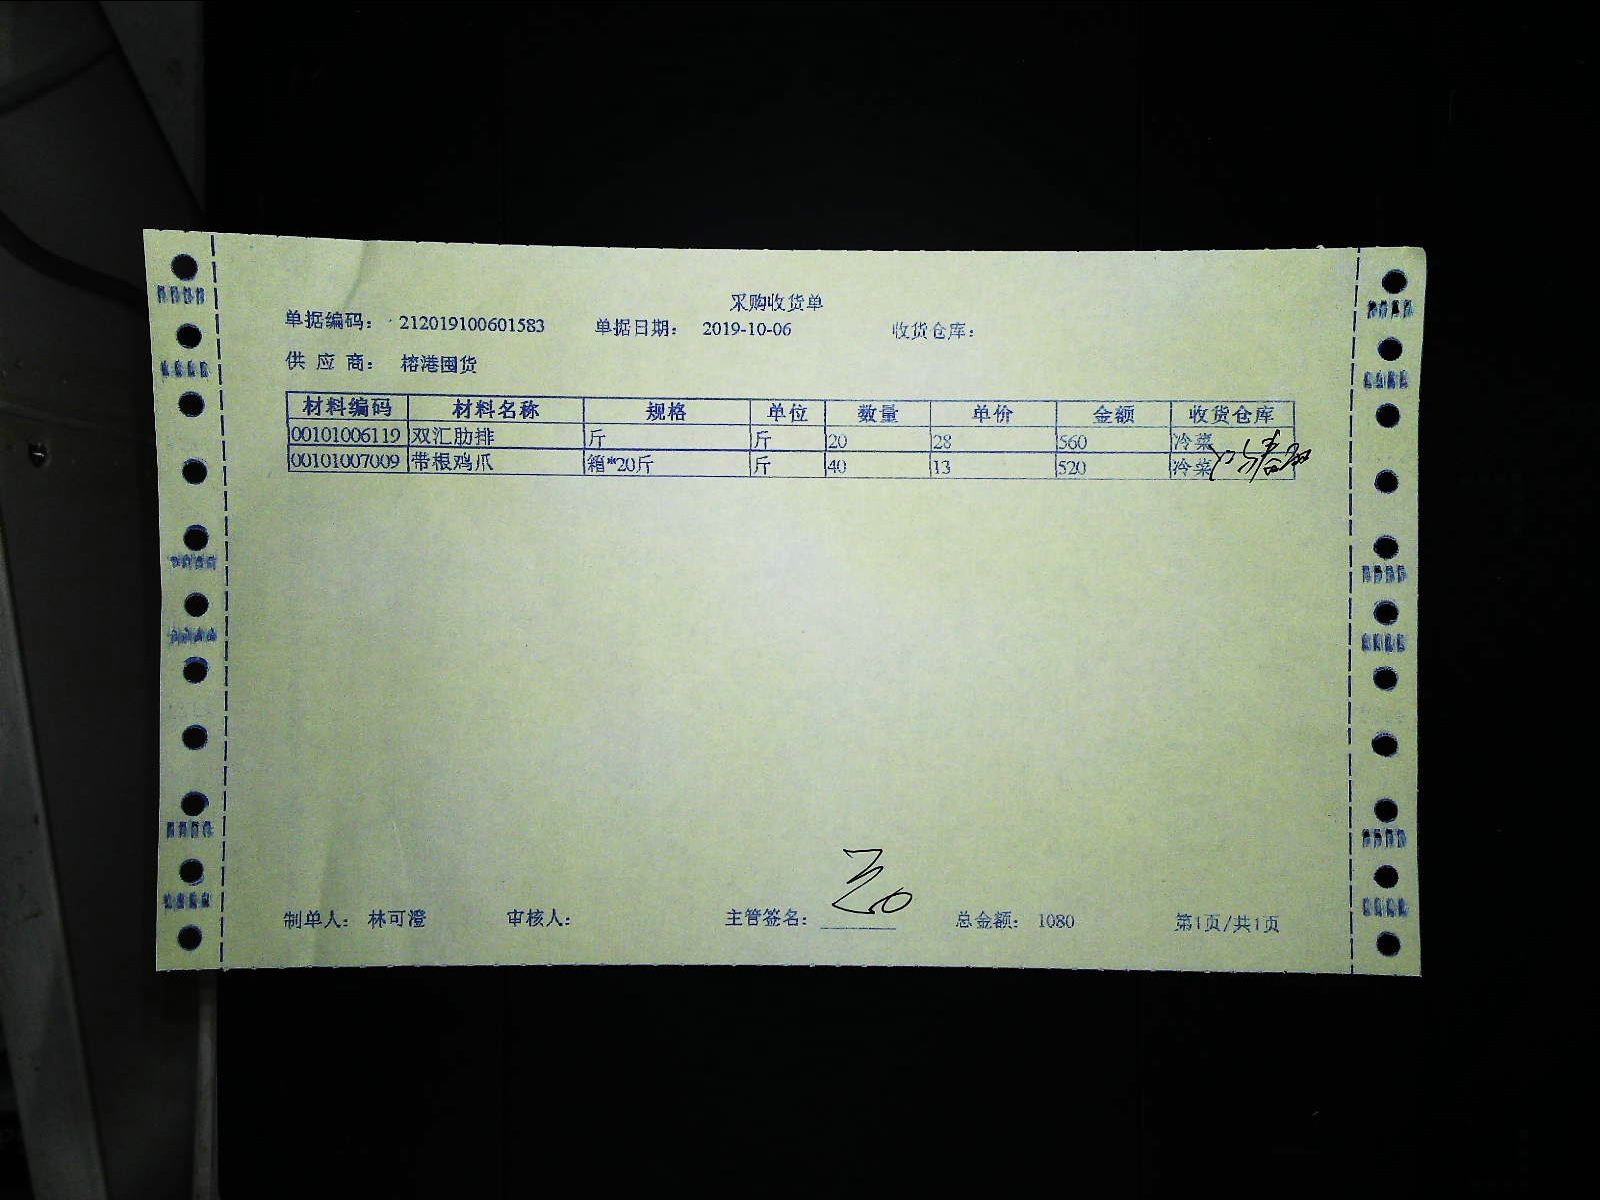 采购收货单
单据编码: 212019100601583 单据日期: 2019-10-06 收货仓库:
供应商: 榕港囤货
材料编码 材料名称 规格 单位 数量 单价 金额 收货仓库
00101006119 双汇肋排 斤 斤 20 28 560 冷菜
00101007009 带根鸡爪 箱*20斤 斤 40 13 520 冷菜
制单人: 林可澄 审核人: 主管签名: 总金额: 1080 第1页/共1页